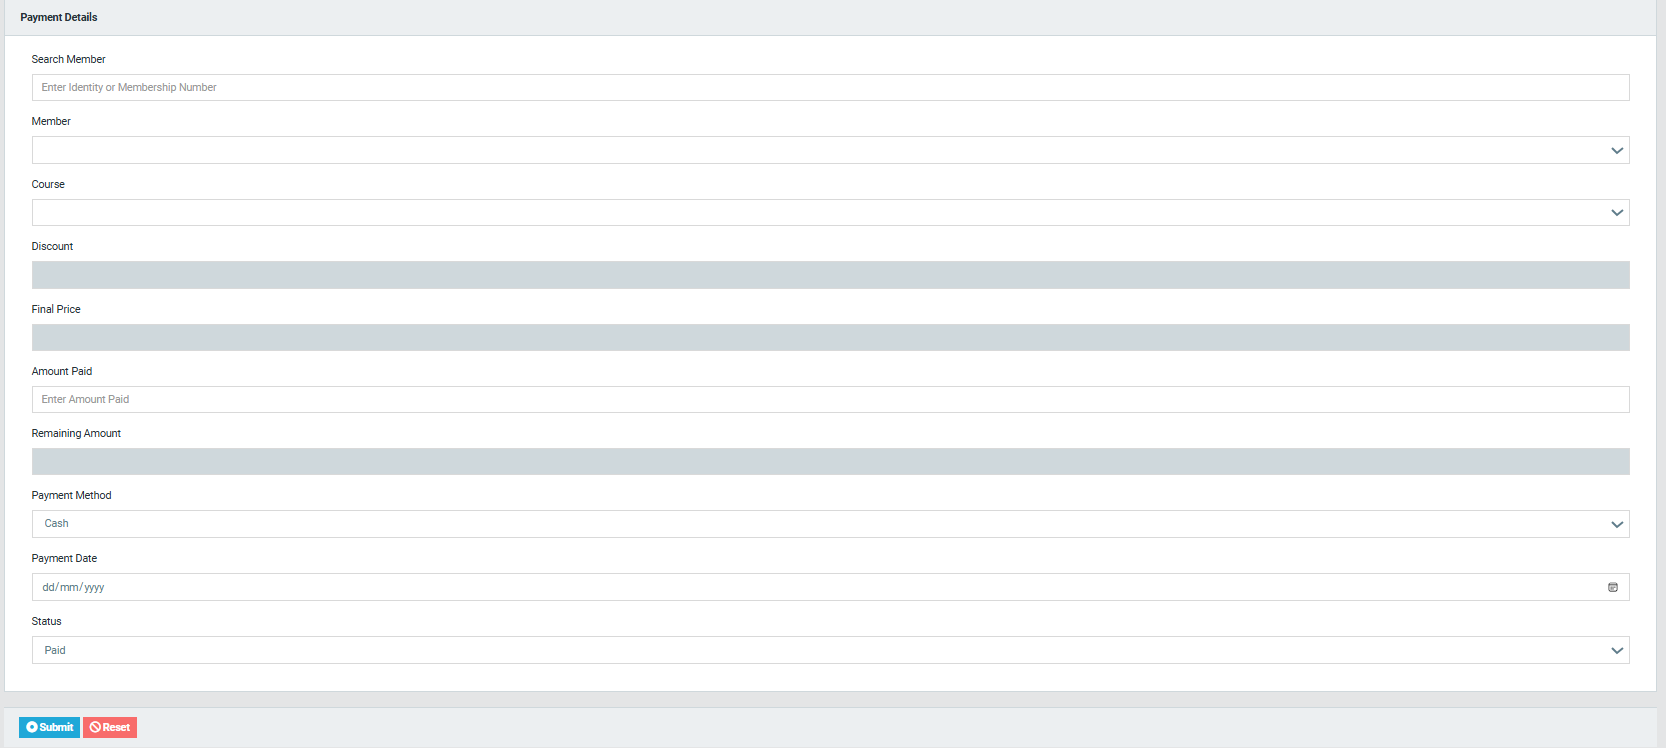 Payment Details
Search Member
Enter Identity or Membership Number
Member
Course
Discount
Final Price
Amount Paid
Enter Amount Paid
Remaining Amount
Payment Method
Cash
Payment Date
dd/mm/yyyy
Status
Paid
Submit Reset